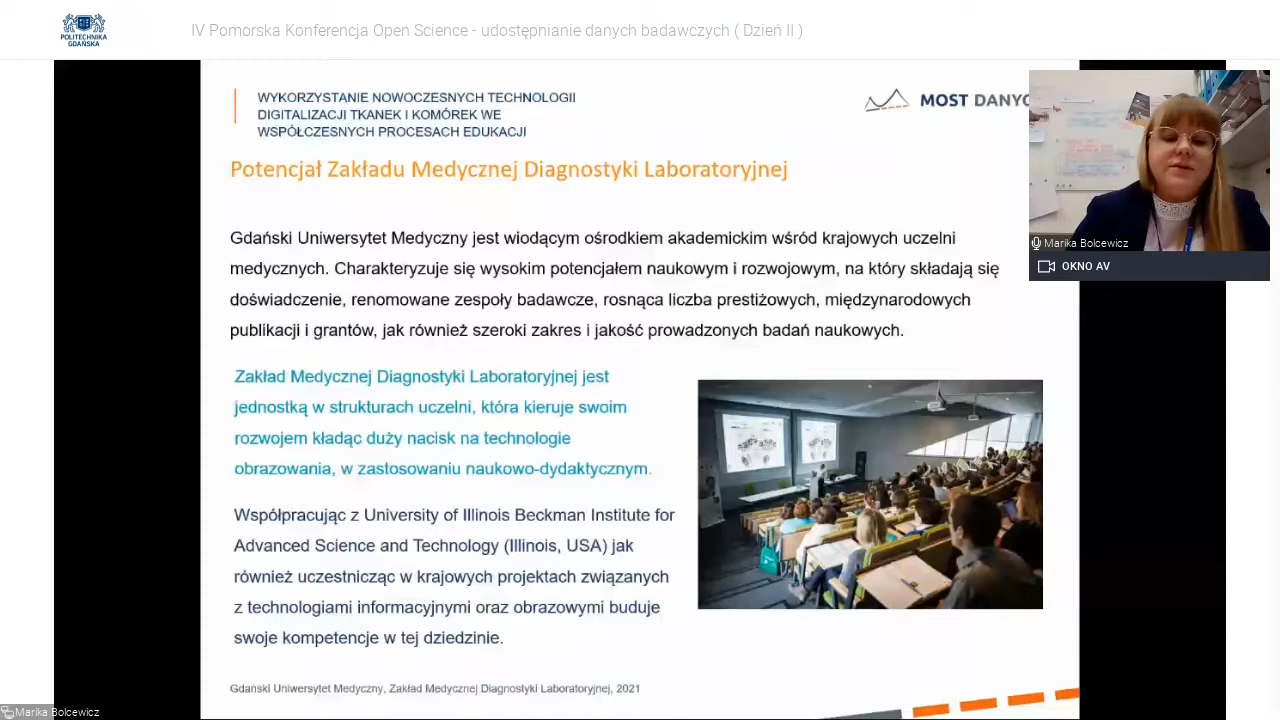 POLITECHNIKA
GDAŃSKA
IV Pomorska Konferencja Open Science - udostępnianie danych badawczych ( Dzień II )
WYKORZYSTANIE NOWOCZESNYCH TECHNOLOGII
DIGITALIZACJI TKANEK I KOMÓREK WE
WSPÓŁCZESNYCH PROCESACH EDUKACJI
MOST DANYC
Potencjał Zakładu Medycznej Diagnostyki Laboratoryjnej
Marika Bolcewicz
OKNO AV
Gdański Uniwersytet Medyczny jest wiodącym ośrodkiem akademickim wśród krajowych uczelni
medycznych. Charakteryzuje się wysokim potencjałem naukowym i rozwojowym, na który składają się
doświadczenie, renomowane zespoły badawcze, rosnąca liczba prestiżowych, międzynarodowych
publikacji i grantów, jak również szeroki zakres i jakość prowadzonych badań naukowych.
Zakład Medycznej Diagnostyki Laboratoryjnej jest
jednostką w strukturach uczelni, która kieruje swoim
rozwojem kładąc duży nacisk na technologie
obrazowania, w zastosowaniu naukowo-dydaktycznym.
Współpracując z University of Illinois Beckman Institute for
Advanced Science and Technology (Illinois, USA) jak
również uczestnicząc w krajowych projektach związanych
z technologiami informacyjnymi oraz obrazowymi buduje
swoje kompetencje w tej dziedzinie.
Gdański Uniwersytet Medyczny, Zakład Medycznej Diagnostyki Laboratoryjnej, 2021
Marika Bolcewicz